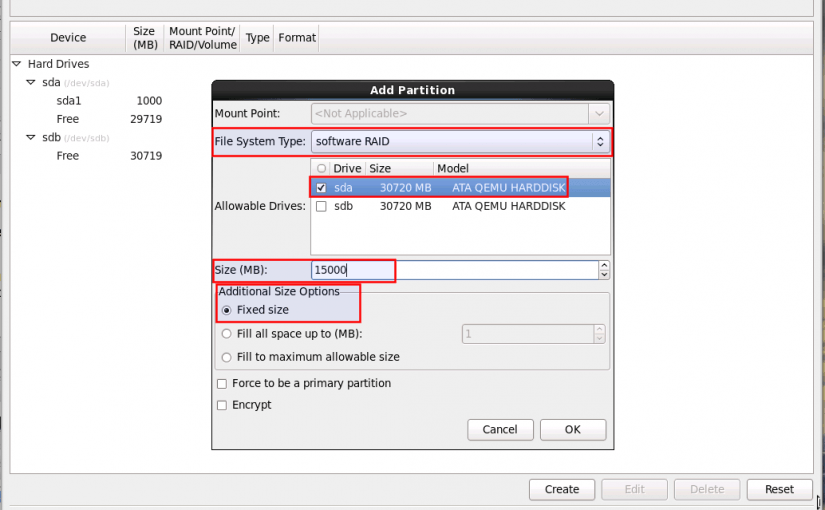 Device Size (MB) Mount Point/ RAID/Volume Type Format
Hard Drives
sda (/dev/sda)
sda1 1000
Free 29719
sdb (/dev/sdb)
Free 30719
Add Partition
Mount Point: <Not Applicable>
File System Type: software RAID
Drive Size Model
sda 30720 MB ATA QEMU HARDDISK
Allowable Drives: sdb 30720 MB ATA QEMU HARDDISK
Size (MB): 15000
Additional Size Options
Fixed size
Fill all space up to (MB): 1
Fill to maximum allowable size
Force to be a primary partition
Encrypt
Cancel OK
Create Edit Delete Reset